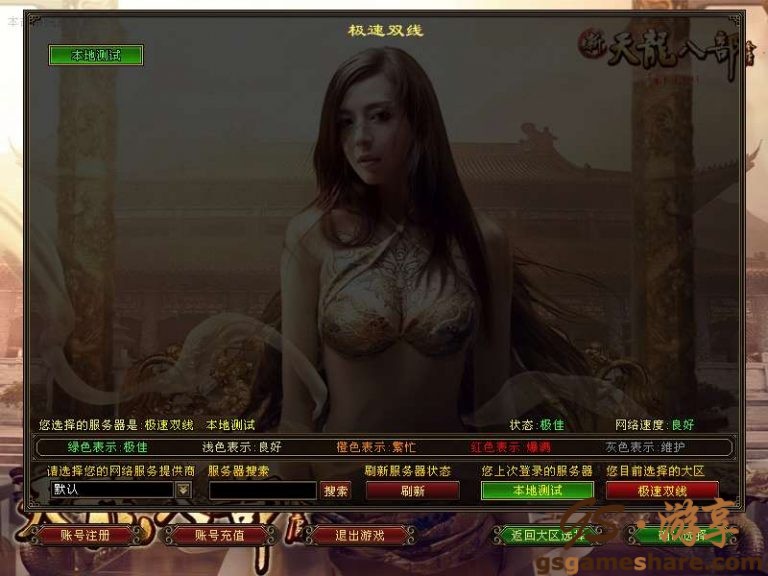 极速双线
本地测试
新天龍八部
您选择的服务器是:极速双线 本地测试 状态:极佳 网络速度:良好
绿色表示:极佳 浅色表示:良好 橙色表示:繁忙 红色表示:爆满 灰色表示:维护
请选择您的网络服务提供商 服务器搜索 刷新服务器状态 您上次登录的服务器 您目前选择的大区
默认 搜索 刷新 本地测试 极速双线
账号注册 账号充值 退出游戏 返回大区选择
游享
gsgameshare.com